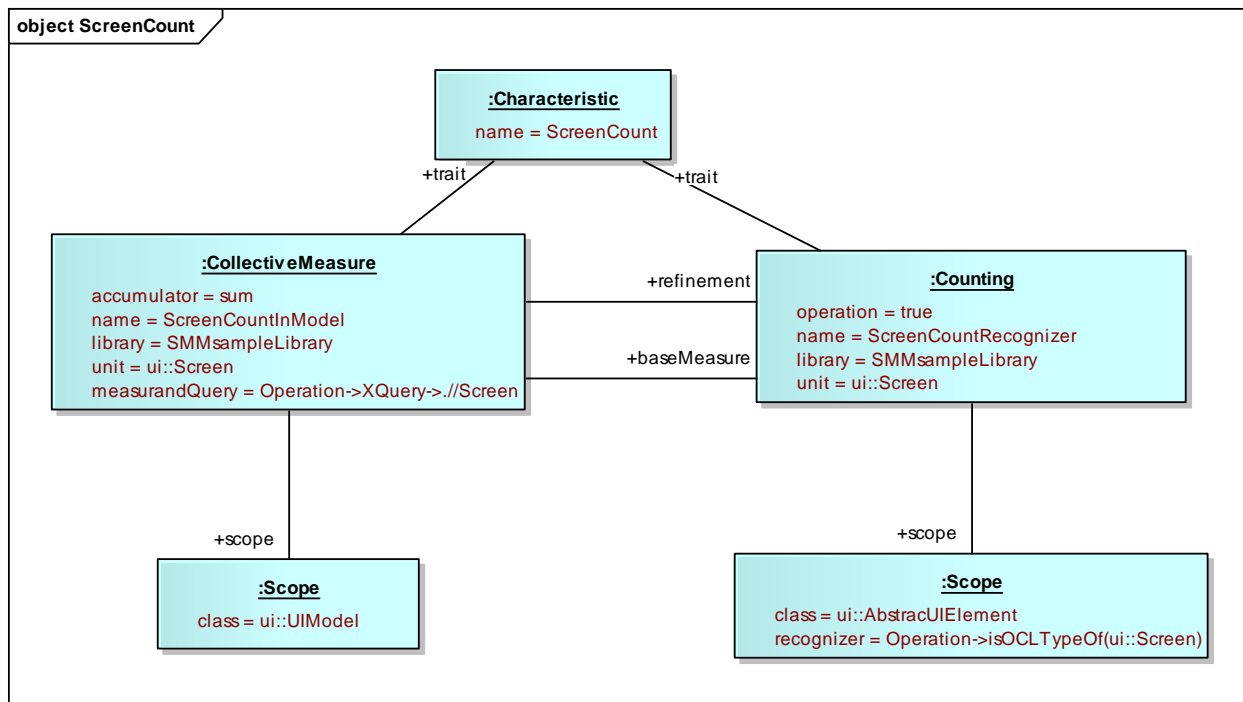 object ScreenCount
:Characteristic
name = ScreenCount
+trait
+trait
:CollectiveMeasure
accumulator = sum
name = ScreenCountInModel
library = SMMsampleLibrary
unit = ui::Screen
measurandQuery = Operation->XQuery->.//Screen
+refinement
+baseMeasure
:Counting
operation = true
name = ScreenCountRecognizer
library = SMMsampleLibrary
unit = ui::Screen
+scope
+scope
:Scope
class = ui::UIModel
:Scope
class = ui::AbstracUIElement
recognizer = Operation->isOCLTypeOf(ui::Screen)